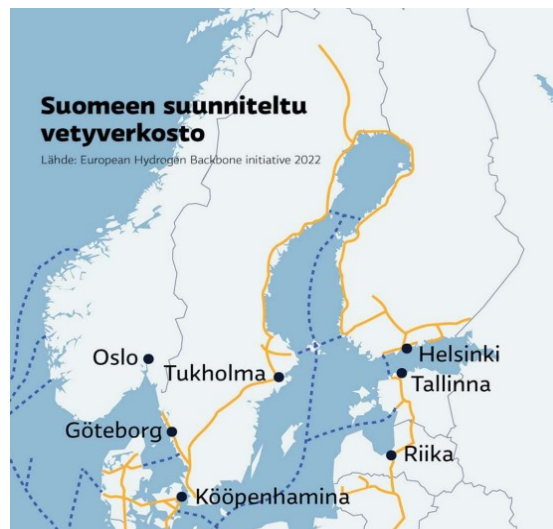 Suomeen suunniteltu
vetyverkosto
Lähde: European Hydrogen Backbone initiative 2022
Oslo
Helsinki
Tukholma
Tallinna
Göteborg
Riika
Kööpenhamina